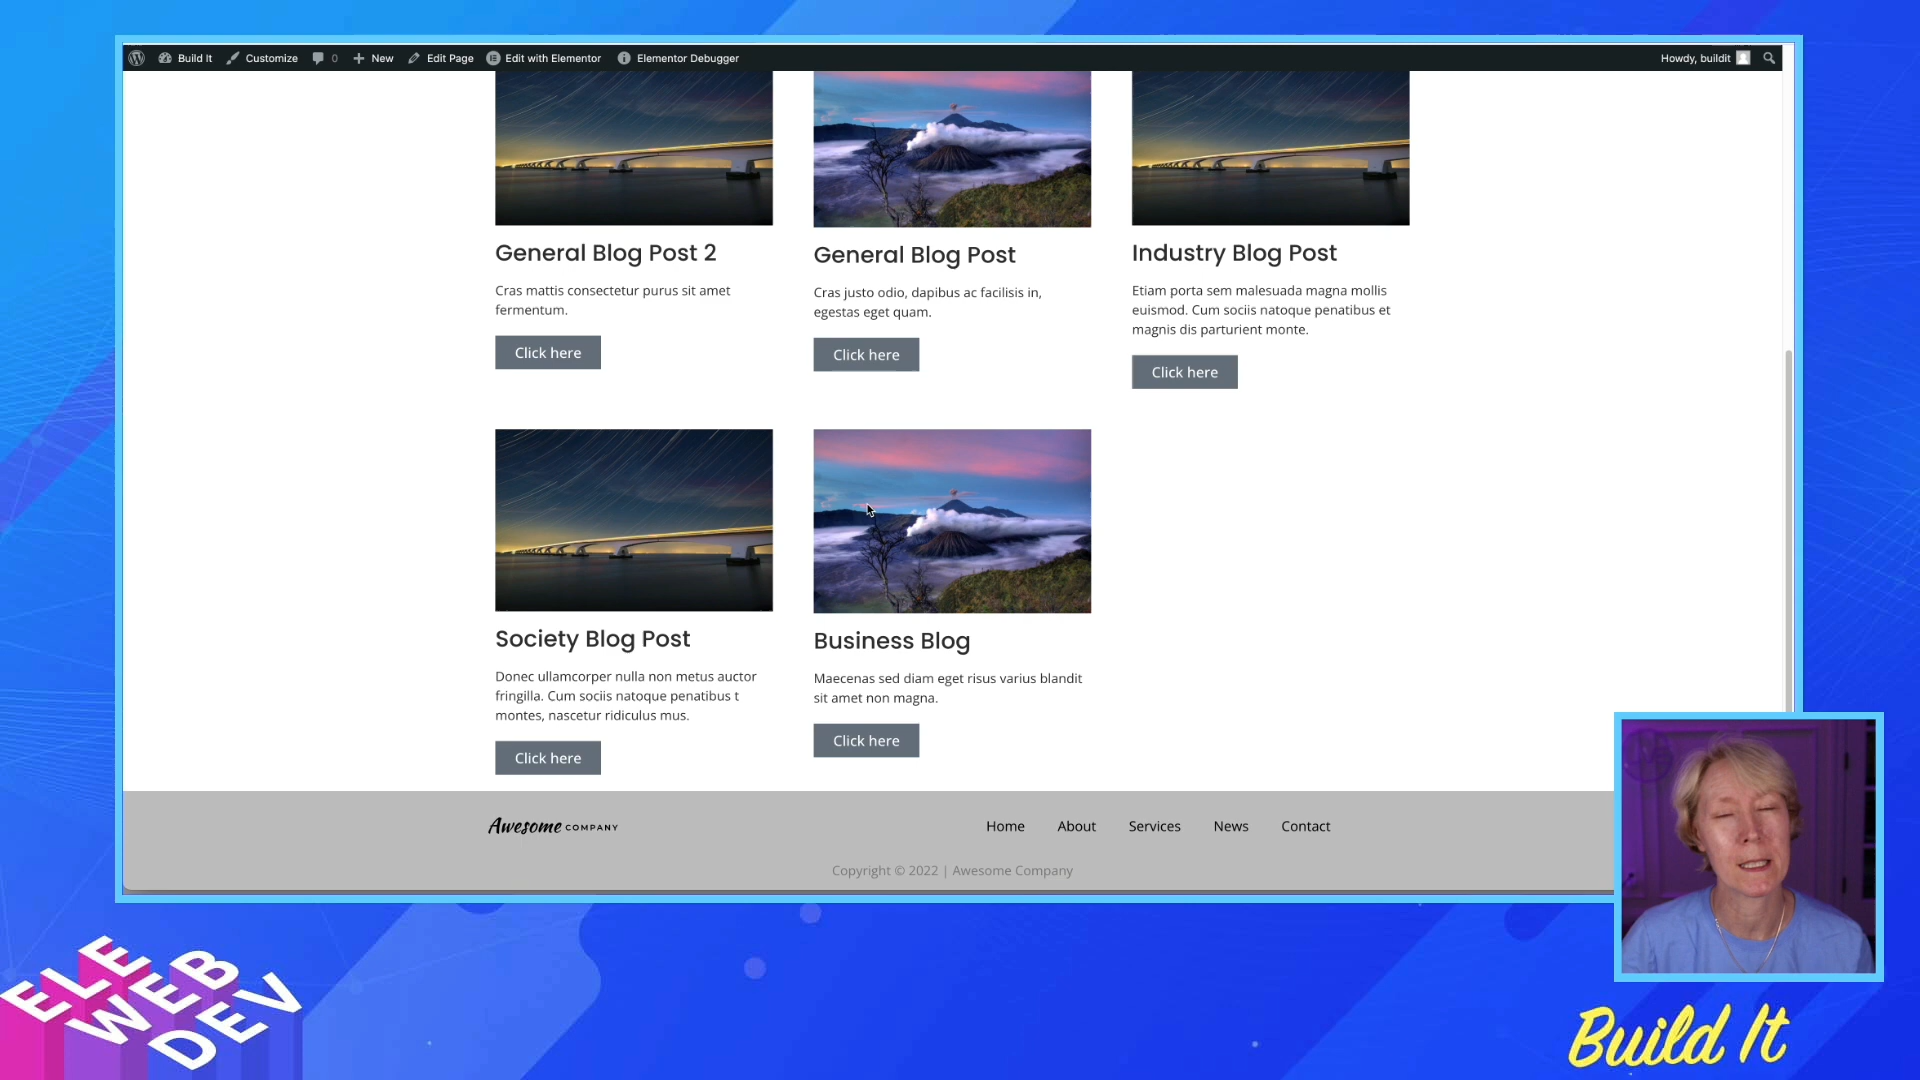 Build It
Customize
0
New
Edit Page
Edit with Elementor
Elementor Debugger
Howdy, buildit
General Blog Post 2
Cras mattis consectetur purus sit amet
fermentum.
Click here
General Blog Post
Cras justo odio, dapibus ac facilisis in,
egestas eget quam.
Click here
Industry Blog Post
Etiam porta sem malesuada magna mollis
euismod. Cum sociis natoque penatibus et
magnis dis parturient monte.
Click here
Society Blog Post
Donec ullamcorper nulla non metus auctor
fringilla. Cum sociis natoque penatibus t
montes, nascetur ridiculus mus.
Click here
Business Blog
Maecenas sed diam eget risus varius blandit
sit amet non magna.
Click here
Awesome COMPANY
Home
About
Services
News
Contact
Copyright © 2022 | Awesome Company
ELE
WEB
DEV
Build It